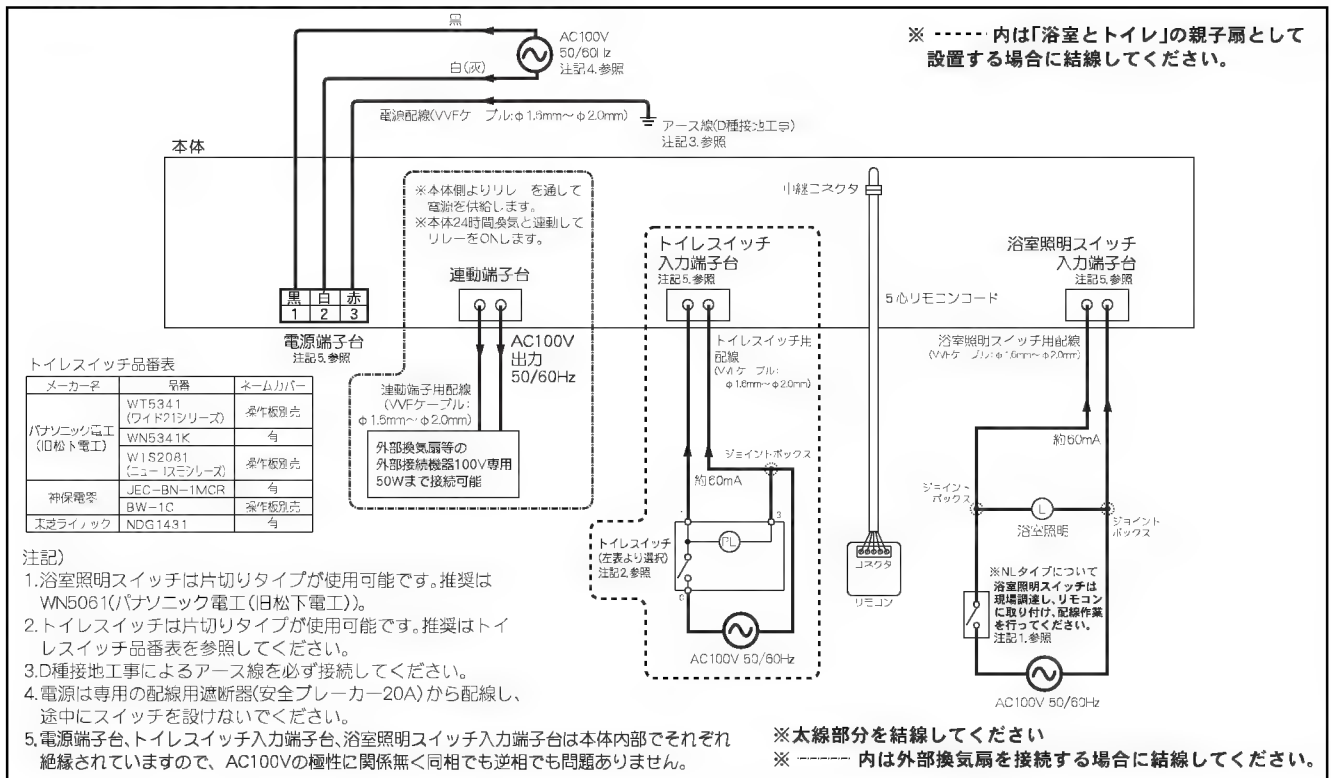 黒
AC100V
50/60Hz
注記4.参照
白(灰)
※ ------ 内は「浴室とトイレ」の親子扇として
設置する場合に結線してください。
電源配線(VVFケーブル:φ1.6mm～φ2.0mm)
アース線(D種接地工事)
注記3.参照
本体
※本体側よりリレーを通して
電源を供給します。
※本体24時間換気と連動して
リレーをONします。
中継コネクタ
トイレスイッチ
入力端子台
注記5.参照
浴室照明スイッチ
入力端子台
注記5.参照
連動端子台
黒 白 赤
1 2 3
5心リモコンコード
電源端子台
注記5.参照
AC100V
出力
50/60Hz
トイレスイッチ用
配線
(VVFケーブル:
φ1.6mm～φ2.0mm)
浴室照明スイッチ用配線
(VVFケーブル:φ1.6mm～φ2.0mm)
連動端子用配線
(VVFケーブル:
φ1.6mm～φ2.0mm)
外部換気扇等の
外部接続機器100V専用
50Wまで接続可能
トイレスイッチ品番表
メーカー名 品番 ネームカバー
パナソニック電工
(旧松下電工)
WT5341
(ワイド21シリーズ) 操作板別売
WN5341K 有
操作板別売
神保電器
JEC-BN-1MCR 有
BW-1C 操作板別売
東芝ライテック NDG1431 有
ジョイントボックス
約60mA
約60mA
1 3
PL
0
トイレスイッチ
(左表より選択)
注記2.参照
AC100V 50/60Hz
コネクタ
リモコン
ジョイント
ボックス
L
浴室照明
ジョイント
ボックス
※NLタイプについて
浴室照明スイッチは
現場調達し、リモコン
に取り付け、配線作業
を行ってください。
注記1.参照
AC100V 50/60Hz
注記)
1.浴室照明スイッチは片切りタイプが使用可能です。推奨は
WN5061(パナソニック電工(旧松下電工))。
2.トイレスイッチは片切りタイプが使用可能です。推奨はトイ
レスイッチ品番表を参照してください。
3.D種接地工事によるアース線を必ず接続してください。
4.電源は専用の配線用遮断器(安全ブレーカー20A)から配線し、
途中にスイッチを設けないでください。
5.電源端子台、トイレスイッチ入力端子台、浴室照明スイッチ入力端子台は本体内部でそれぞれ
絶縁されていますので、AC100Vの極性に関係無く同相でも逆相でも問題ありません。
※太線部分を結線してください
※ -·-·- 内は外部換気扇を接続する場合に結線してください。